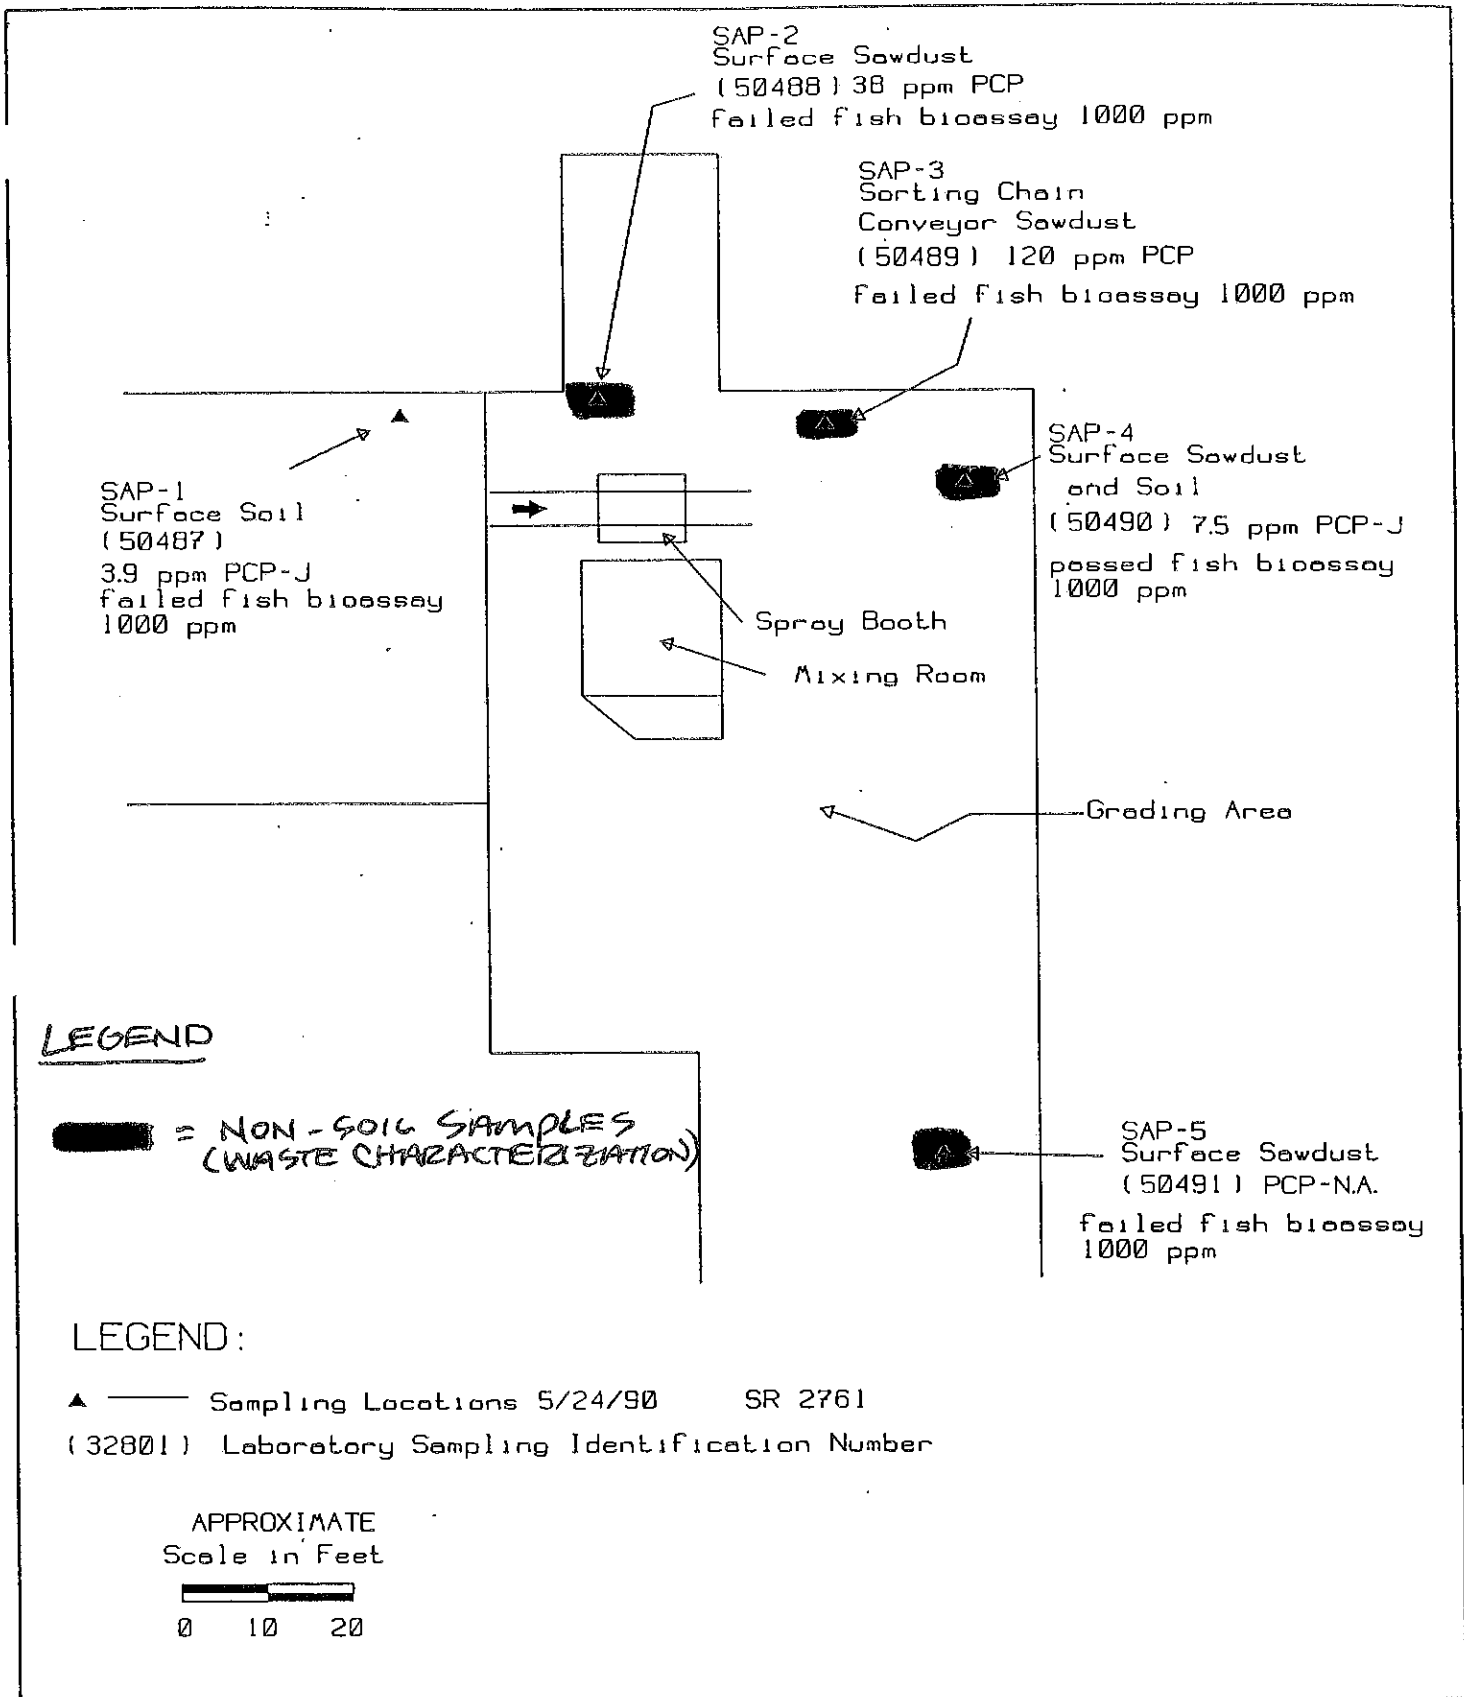 SAP-2
Surface Sawdust
(50488) 38 ppm PCP
failed fish bioassay 1000 ppm
SAP-3
Sorting Chain
Conveyor Sawdust
(50489) 120 ppm PCP
failed fish bioassay 1000 ppm
SAP-4
Surface Sawdust
and Soil
(50490) 7.5 ppm PCP-J
passed fish bioassay
1000 ppm
SAP-1
Surface Soil
(50487)
3.9 ppm PCP-J
failed fish bioassay
1000 ppm
Spray Booth
Mixing Room
Grading Area
LEGEND
= NON-SOIL SAMPLES
(WASTE CHARACTERIZATION)
SAP-5
Surface Sawdust
(50491) PCP-N.A.
failed fish bioassay
1000 ppm
LEGEND:
Sampling Locations 5/24/90 SR 2761
(32801) Laboratory Sampling Identification Number
APPROXIMATE
Scale in Feet
0 10 20